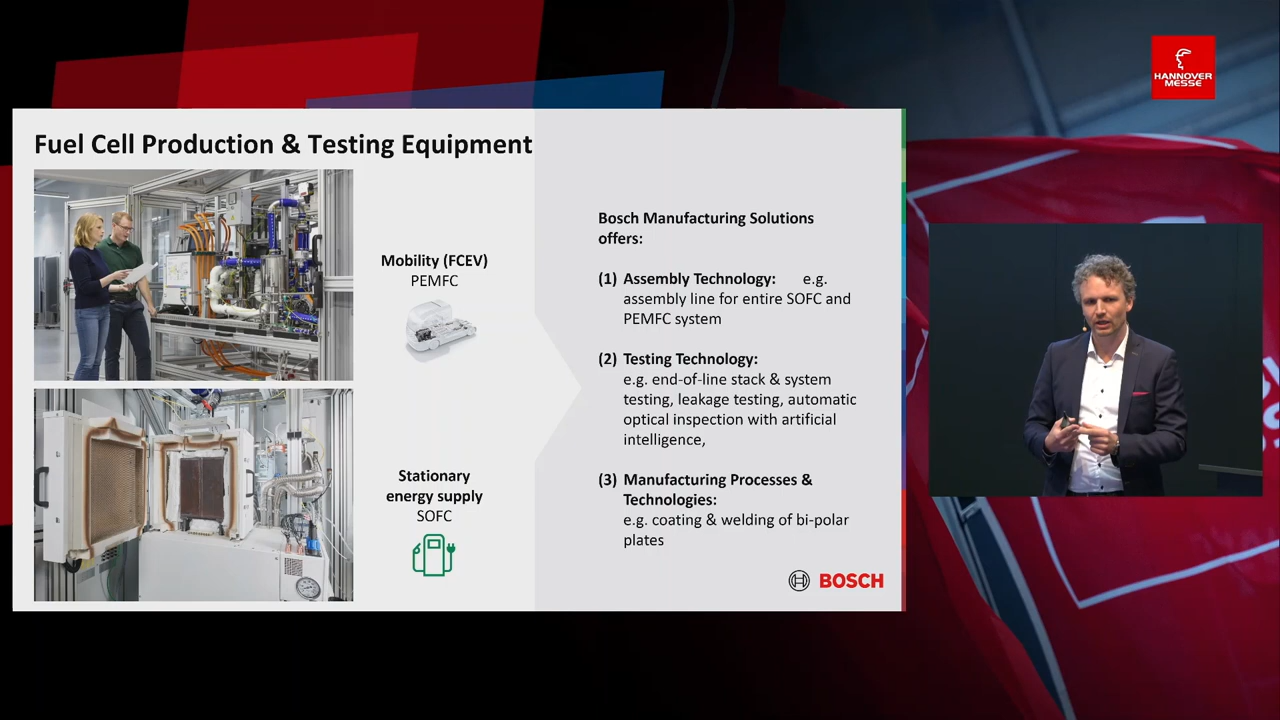 HANNOVER
MESSE
Fuel Cell Production & Testing Equipment
Mobility (FCEV)
PEMFC
Stationary
energy supply
SOFC
Bosch Manufacturing Solutions
offers:
(1) Assembly Technology: e.g.
assembly line for entire SOFC and
PEMFC system
(2) Testing Technology:
e.g. end-of-line stack & system
testing, leakage testing, automatic
optical inspection with artificial
intelligence,
(3) Manufacturing Processes &
Technologies:
e.g. coating & welding of bi-polar
plates
BOSCH